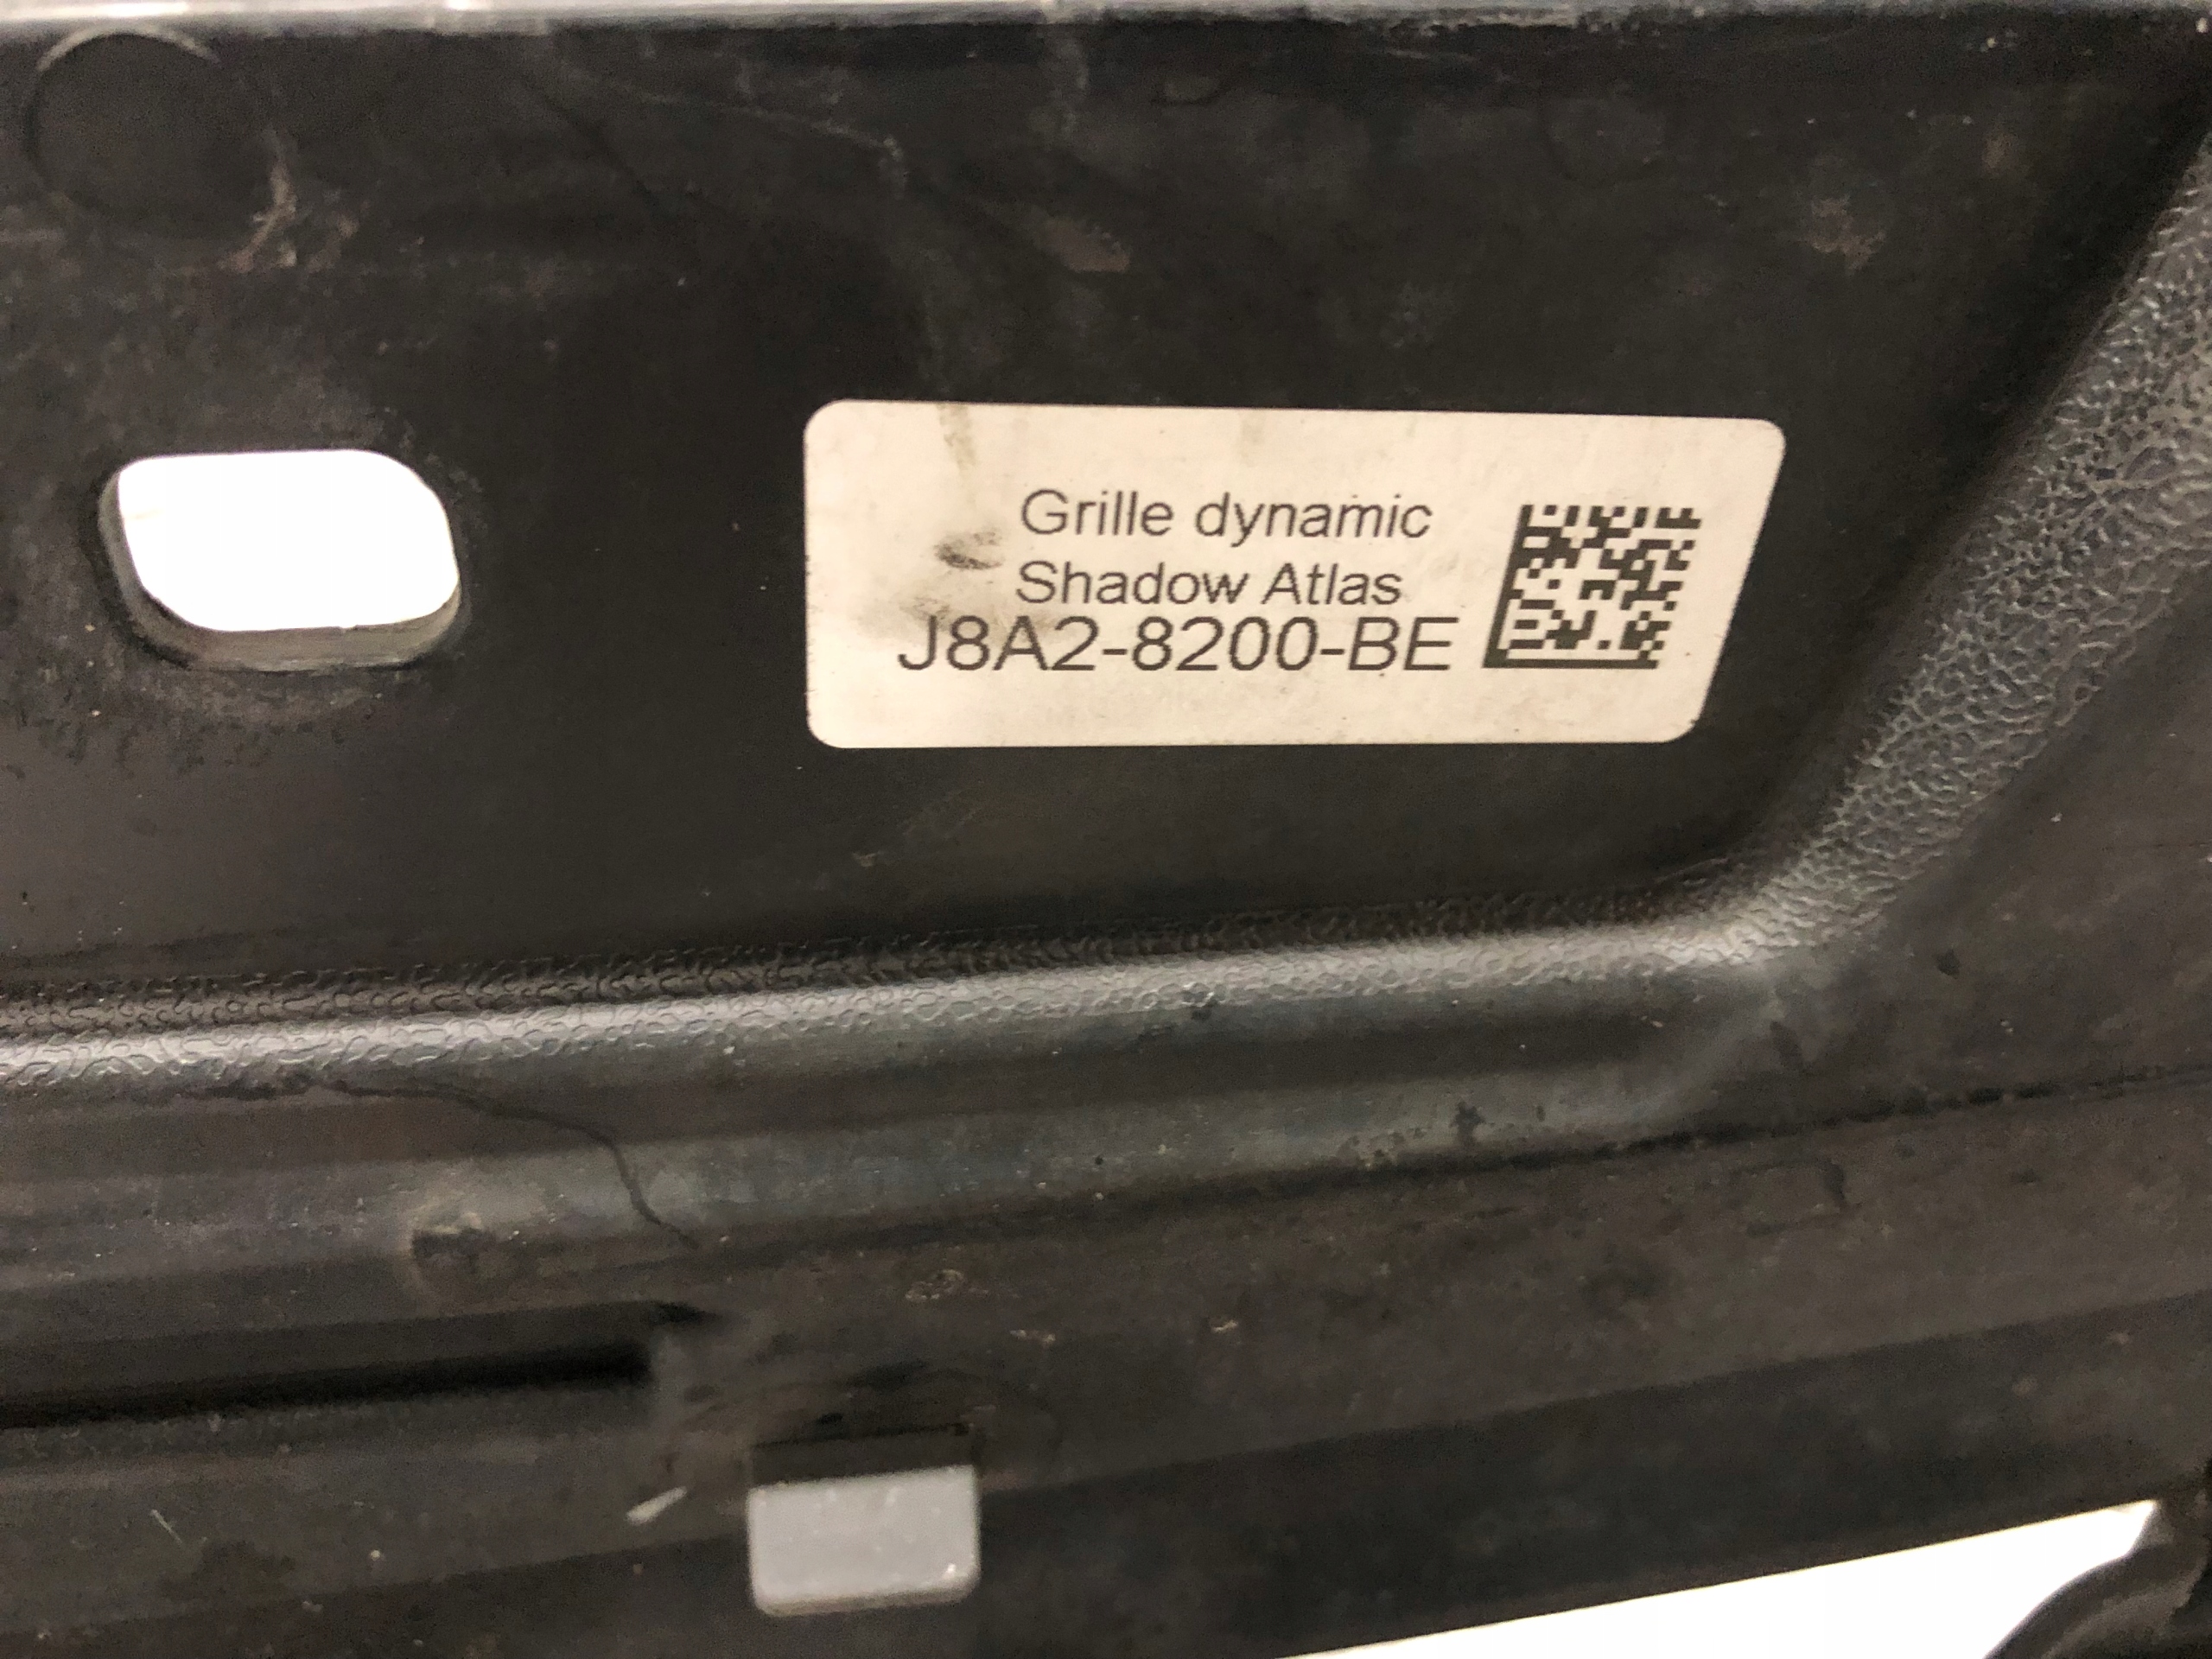 Grille dynamic
Shadow Atlas
J8A2-8200-BE